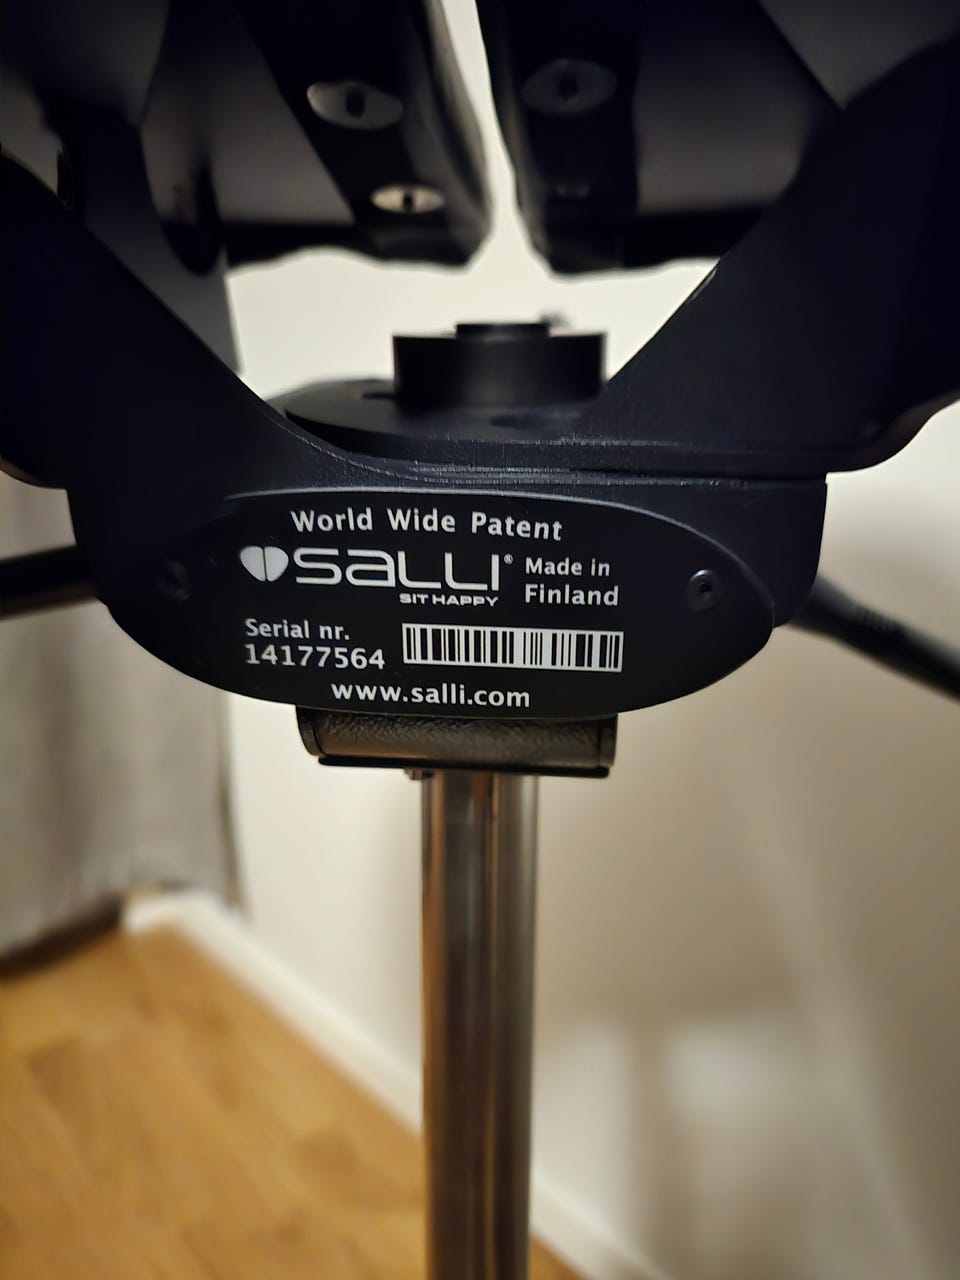 World Wide Patent
SALLI® Made in
SIT HAPPY Finland
Serial nr.
14177564
www.salli.com